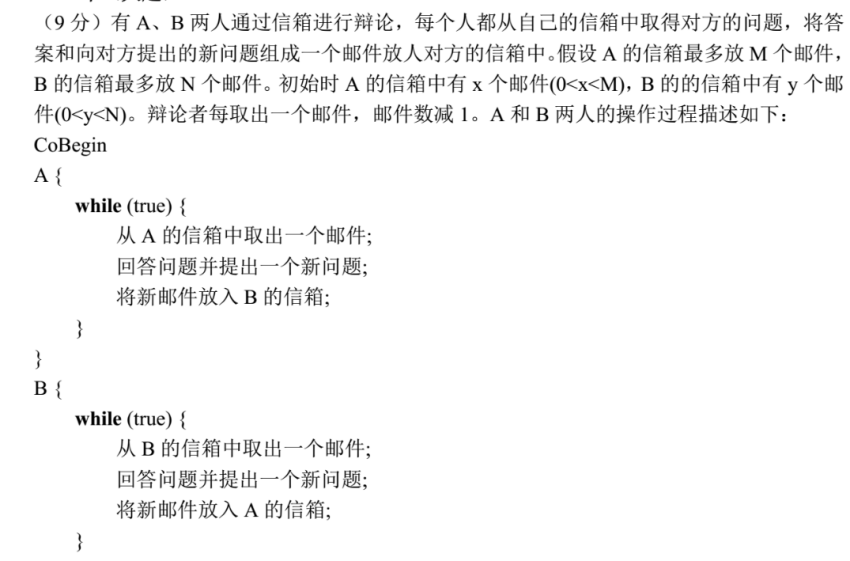 （9 分）有 A、B 两人通过信箱进行辩论，每个人都从自己的信箱中取得对方的问题，将答
案和向对方提出的新问题组成一个邮件放人对方的信箱中。假设 A 的信箱最多放 M 个邮件，
B 的信箱最多放 N 个邮件。初始时 A 的信箱中有 x 个邮件(0<x<M)，B 的的信箱中有 y 个邮
件(0<y<N)。辩论者每取出一个邮件，邮件数减 1。A 和 B 两人的操作过程描述如下：
CoBegin
A {
while (true) {
从 A 的信箱中取出一个邮件;
回答问题并提出一个新问题;
将新邮件放入 B 的信箱;
}
}
B {
while (true) {
从 B 的信箱中取出一个邮件;
回答问题并提出一个新问题;
将新邮件放入 A 的信箱;
}